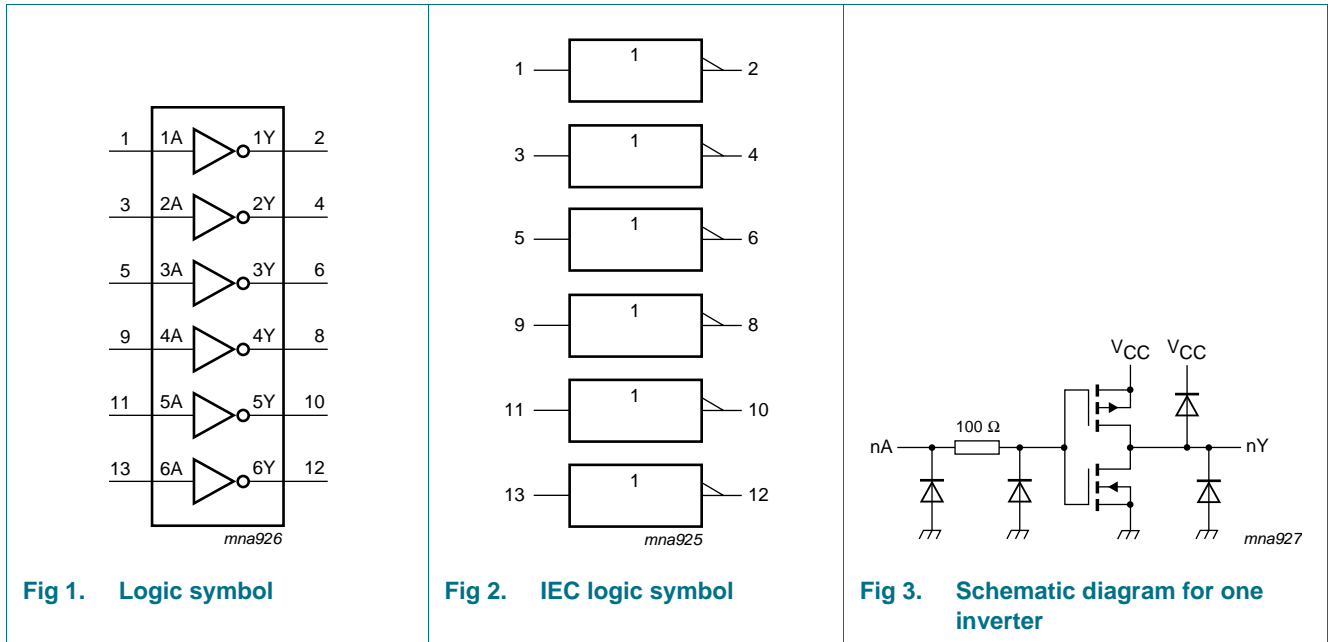 1 1A 1Y 2
3 2A 2Y 4
5 3A 3Y 6
9 4A 4Y 8
11 5A 5Y 10
13 6A 6Y 12
mna926
Fig 1. Logic symbol
1 1 2
3 1 4
5 1 6
9 1 8
11 1 10
13 1 12
mna925
Fig 2. IEC logic symbol
VCC VCC
100 Ω
nA nY
mna927
Fig 3. Schematic diagram for one
inverter